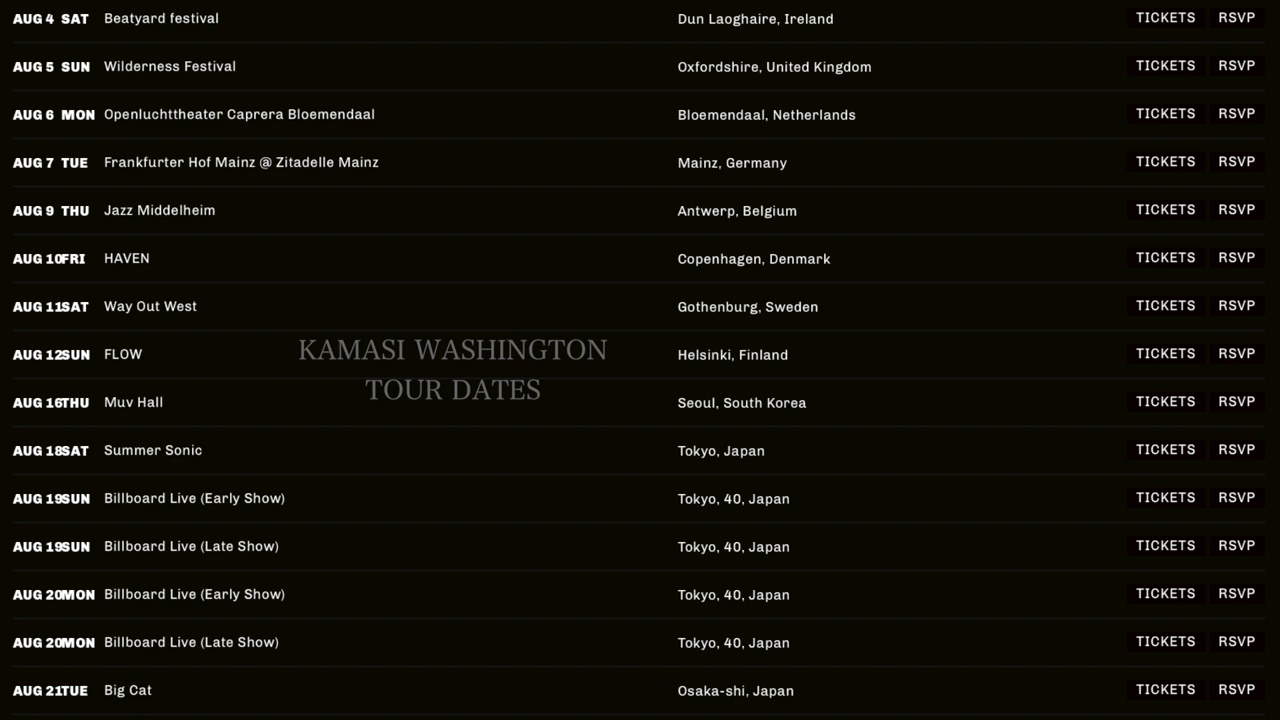 AUG 4 SAT Beatyard festival Dun Laoghaire, Ireland TICKETS RSVP
AUG 5 SUN Wilderness Festival Oxfordshire, United Kingdom TICKETS RSVP
AUG 6 MON Openluchttheater Caprera Bloemendaal Bloemendaal, Netherlands TICKETS RSVP
AUG 7 TUE Frankfurter Hof Mainz @ Zitadelle Mainz Mainz, Germany TICKETS RSVP
AUG 9 THU Jazz Middelheim Antwerp, Belgium TICKETS RSVP
AUG 10 FRI HAVEN Copenhagen, Denmark TICKETS RSVP
AUG 11 SAT Way Out West Gothenburg, Sweden TICKETS RSVP
KAMASI WASHINGTON
AUG 12 SUN FLOW Helsinki, Finland TICKETS RSVP
TOUR DATES
AUG 16 THU Muv Hall Seoul, South Korea TICKETS RSVP
AUG 18 SAT Summer Sonic Tokyo, Japan TICKETS RSVP
AUG 19 SUN Billboard Live (Early Show) Tokyo, 40, Japan TICKETS RSVP
AUG 19 SUN Billboard Live (Late Show) Tokyo, 40, Japan TICKETS RSVP
AUG 20 MON Billboard Live (Early Show) Tokyo, 40, Japan TICKETS RSVP
AUG 20 MON Billboard Live (Late Show) Tokyo, 40, Japan TICKETS RSVP
AUG 21 TUE Big Cat Osaka-shi, Japan TICKETS RSVP